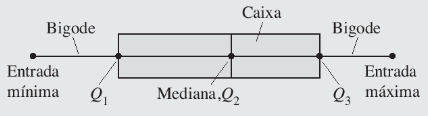 Caixa
Bigode
Bigode
Entrada
mínima
Q1
Mediana,Q2
Q3
Entrada
máxima